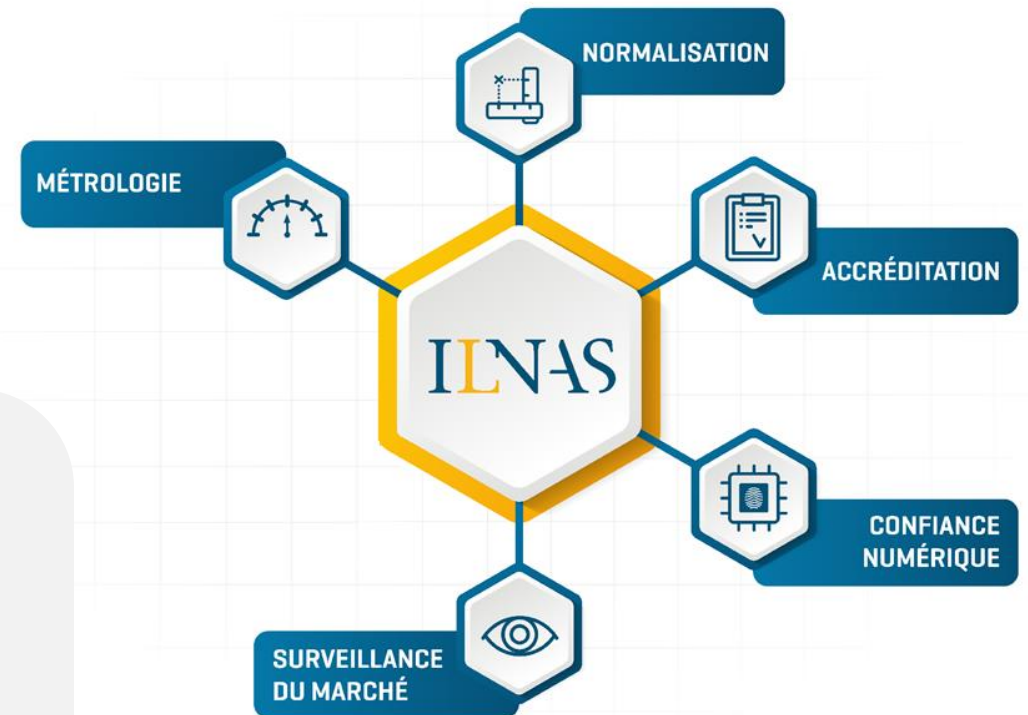 NORMALISATION
MÉTROLOGIE
ACCRÉDITATION
ILNAS
CONFIANCE
NUMÉRIQUE
SURVEILLANCE
DU MARCHÉ